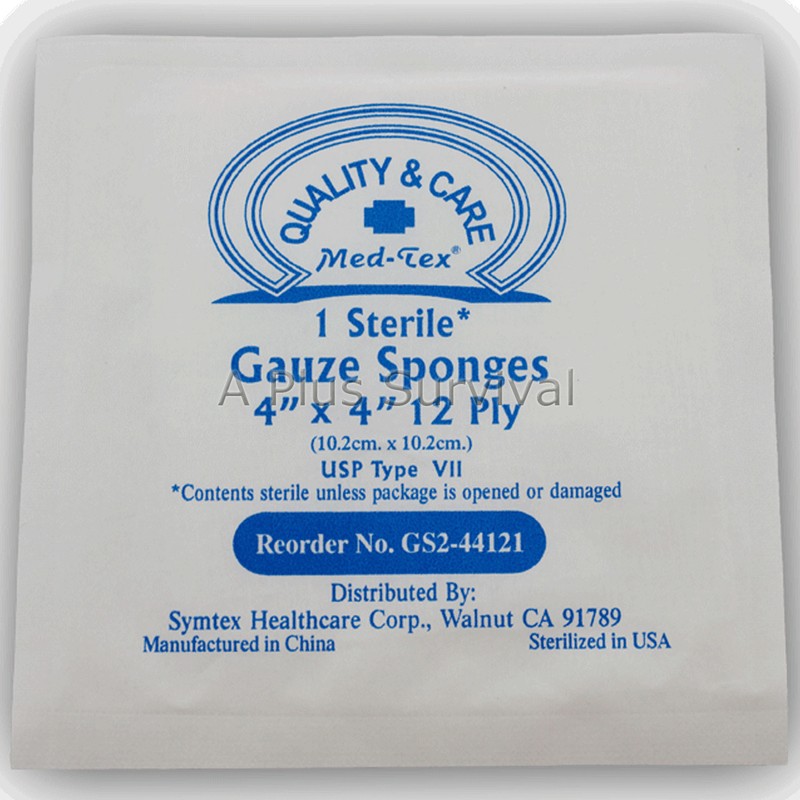 QUALITY & CARE
Med-Tex®
1 Sterile*
Gauze Sponges
A Plus Survival
4” x 4” 12 Ply
(10.2cm. x 10.2cm.)
USP Type VII
*Contents sterile unless package is opened or damaged
Reorder No. GS2-44121
Distributed By:
Symtex Healthcare Corp., Walnut CA 91789
Manufactured in China
Sterilized in USA